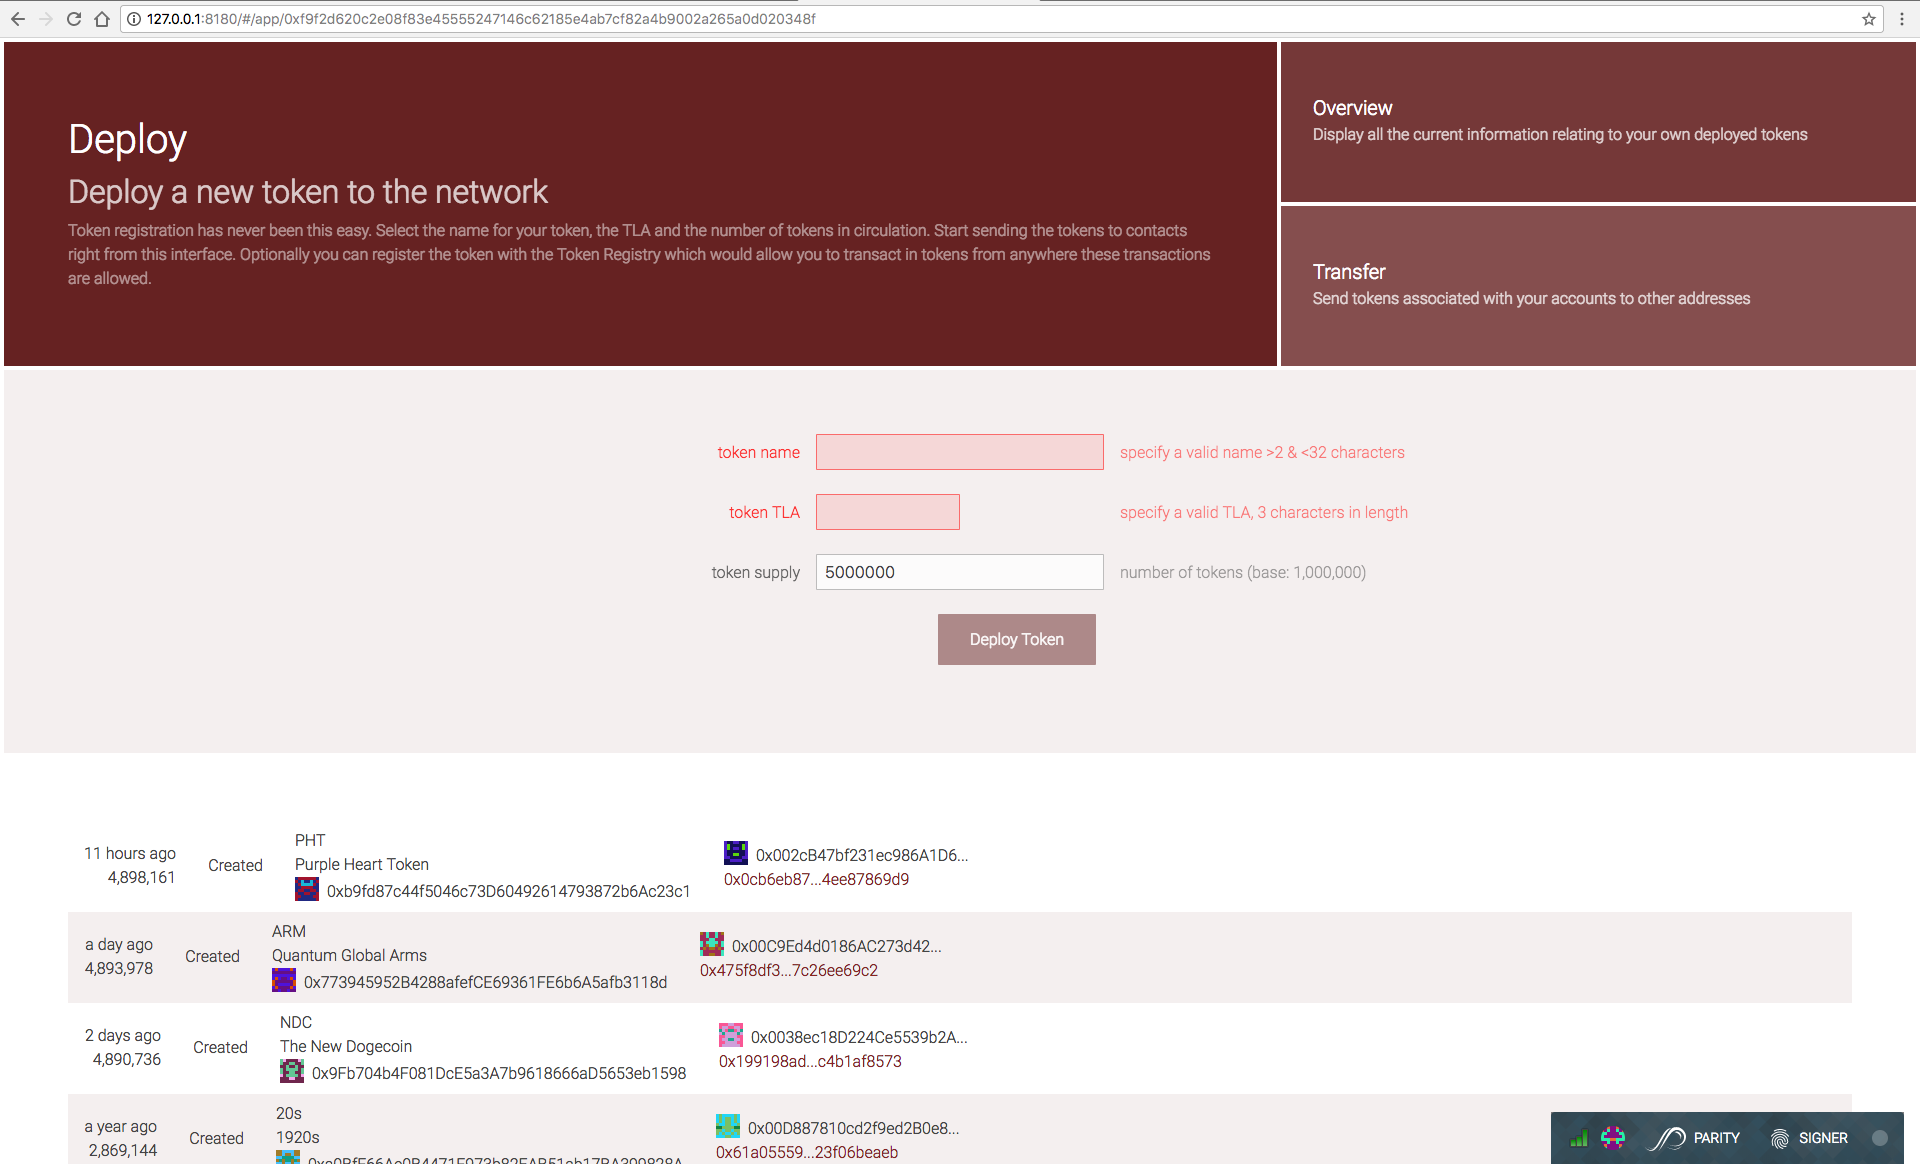 127.0.0.1:8180/#/app/0xf9f2d620c2e08f83e45555247146c62185e4ab7cf82a4b9002a265a0d020348f
Deploy
Deploy a new token to the network
Token registration has never been this easy. Select the name for your token, the TLA and the number of tokens in circulation. Start sending the tokens to contacts
right from this interface. Optionally you can register the token with the Token Registry which would allow you to transact in tokens from anywhere these transactions
are allowed.
Overview
Display all the current information relating to your own deployed tokens
Transfer
Send tokens associated with your accounts to other addresses
token name
specify a valid name >2 & <32 characters
token TLA
specify a valid TLA, 3 characters in length
token supply
5000000
number of tokens (base: 1,000,000)
Deploy Token
11 hours ago
4,898,161
Created
PHT
Purple Heart Token
0xb9fd87c44f5046c73D60492614793872b6Ac23c1
0x002cB47bf231ec986A1D6...
0x0cb6eb87...4ee87869d9
a day ago
4,893,978
Created
ARM
Quantum Global Arms
0x773945952B4288afefCE69361FE6b6A5afb3118d
0x00C9Ed4d0186AC273d42...
0x475f8df3...7c26ee69c2
2 days ago
4,890,736
Created
NDC
The New Dogecoin
0x9Fb704b4F081DcE5a3A7b9618666aD5653eb1598
0x0038ec18D224Ce5539b2A...
0x199198ad...c4b1af8573
a year ago
2,869,144
Created
20s
1920s
0x00D887810cd2f9ed2B0e8...
0x61a05559...23f06beaeb
PARITY
SIGNER